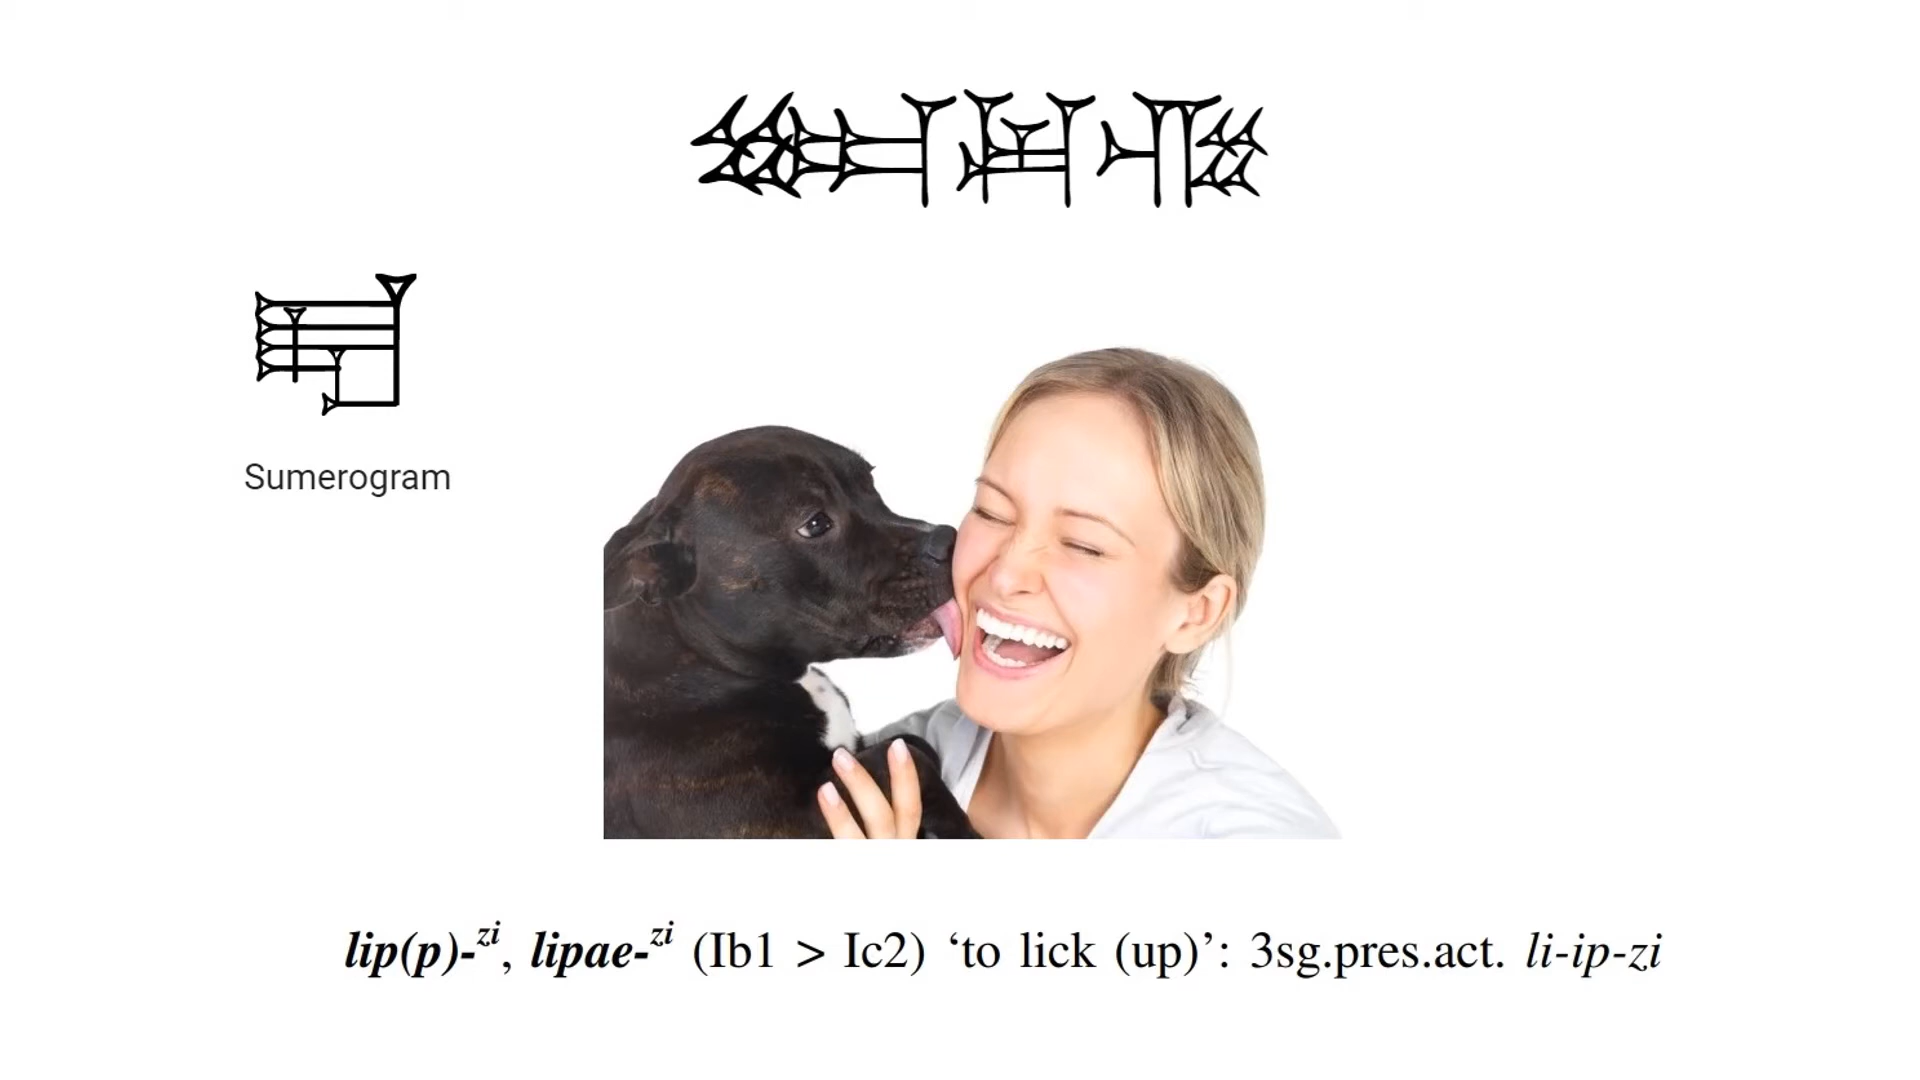 Sumerogram
lip(p)-zi, lipae-zi (Ib1 > Ic2) ‘to lick (up)’: 3sg.pres.act. li-ip-zi